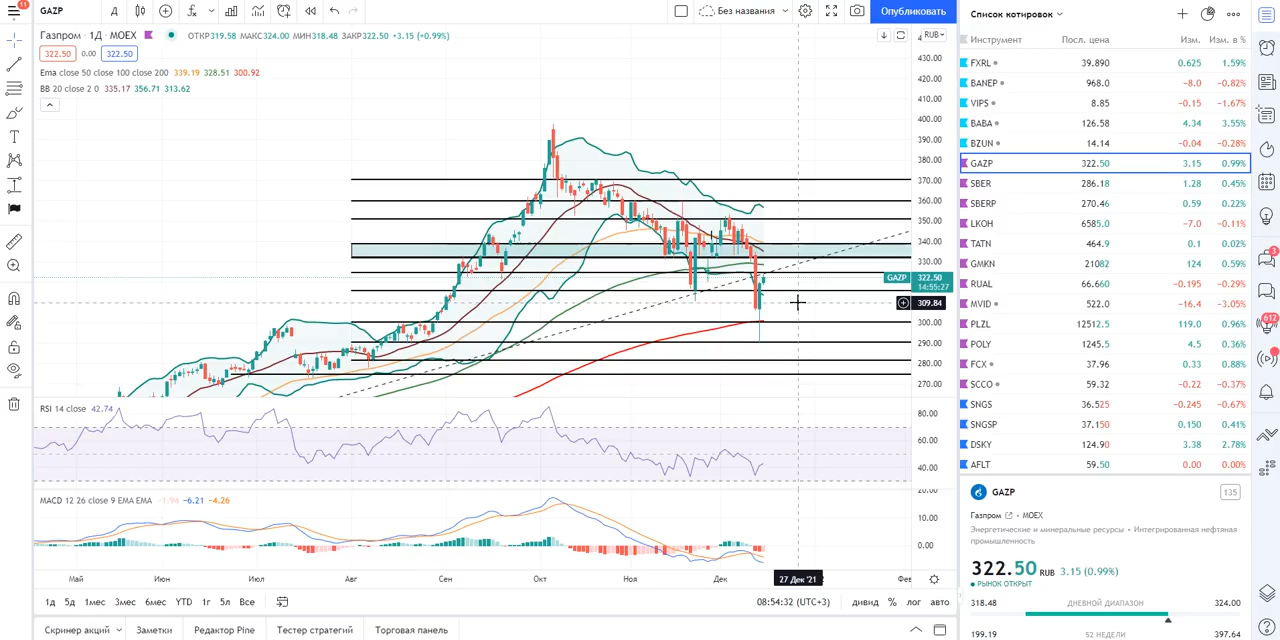 11
GAZP
Д
Без названия
Опубликовать
Газпром · 1Д · MOEX
ОТКР319.58 МАКС324.00 МИН318.48 ЗАКР322.50 +3.15 (+0.99%)
322.50 0.00 322.50
Ema close 50 close 100 close 200 339.19 328.51 300.92
BB 20 close 2 0 335.17 356.71 313.62
RUB
430.00
420.00
410.00
400.00
390.00
380.00
370.00
360.00
350.00
340.00
330.00
GAZP 322.50
14:55:27
309.84
300.00
290.00
280.00
270.00
RSI 14 close 42.74
80.00
60.00
40.00
MACD 12 26 close 9 EMA EMA −1.94 −6.21 −4.26
20.00
10.00
0.00
Май Июн Июл Авг Сен Окт Ноя Дек 27 Дек '21 Фев
1д 5д 1мес 3мес 6мес YTD 1г 5л Все
08:54:32 (UTC+3) дивид % лог авто
Скринер акций Заметки Редактор Pine Тестер стратегий Торговая панель
Список котировок
Инструмент Посл. цена Изм. Изм. в %
FXRL 39.890 0.625 1.59%
BANEP 968.0 −8.0 −0.82%
VIPS 8.85 −0.15 −1.67%
BABA 126.58 4.34 3.55%
BZUN 14.14 −0.04 −0.28%
GAZP 322.50 3.15 0.99%
SBER 286.18 1.28 0.45%
SBERP 270.46 0.59 0.22%
LKOH 6585.0 −7.0 −0.11%
TATN 464.9 0.1 0.02%
GMKN 21082 124 0.59%
RUAL 66.660 −0.195 −0.29%
MVID 522.0 −16.4 −3.05%
PLZL 12512.5 119.0 0.96%
POLY 1245.5 4.5 0.36%
FCX 37.96 0.33 0.88%
SCCO 59.32 −0.22 −0.37%
SNGS 36.525 −0.245 −0.67%
SNGSP 37.150 0.150 0.41%
DSKY 124.90 3.38 2.78%
AFLT 59.50 0.00 0.00%
GAZP 135
Газпром · MOEX
Энергетические и минеральные ресурсы • Интегрированная нефтяная
промышленность
322.50 RUB 3.15 (0.99%)
РЫНОК ОТКРЫТ
318.48 ДНЕВНОЙ ДИАПАЗОН 324.00
199.19 52 НЕДЕЛИ 397.64
3
612